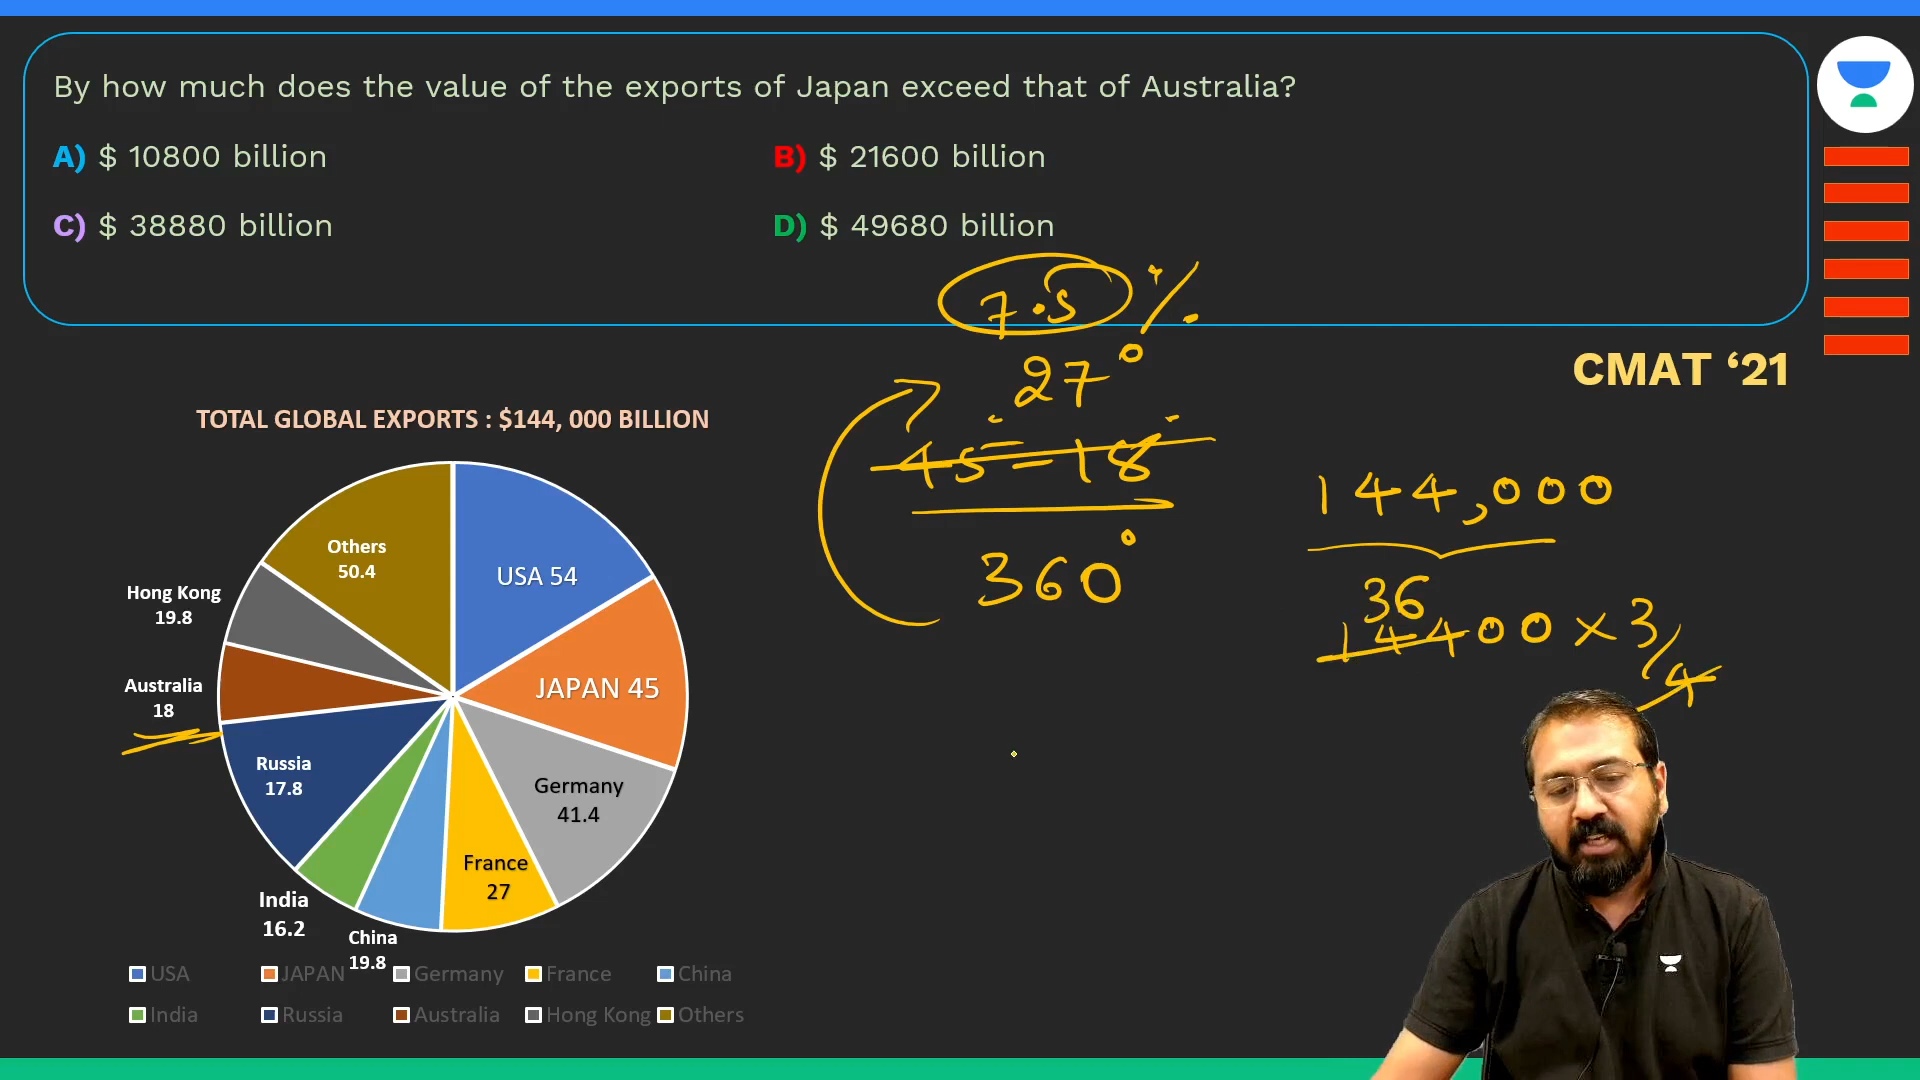 By how much does the value of the exports of Japan exceed that of Australia?
A) $ 10800 billion
B) $ 21600 billion
C) $ 38880 billion
D) $ 49680 billion
7.5 %
27°
45° - 18°
360°
CMAT ‘21
144,000
36
14400 × 3/4
TOTAL GLOBAL EXPORTS : $144, 000 BILLION
Others
50.4
USA 54
Hong Kong
19.8
JAPAN 45
Australia
18
Russia
17.8
Germany
41.4
France
27
India
16.2
China
19.8
USA
JAPAN
Germany
France
China
India
Russia
Australia
Hong Kong
Others